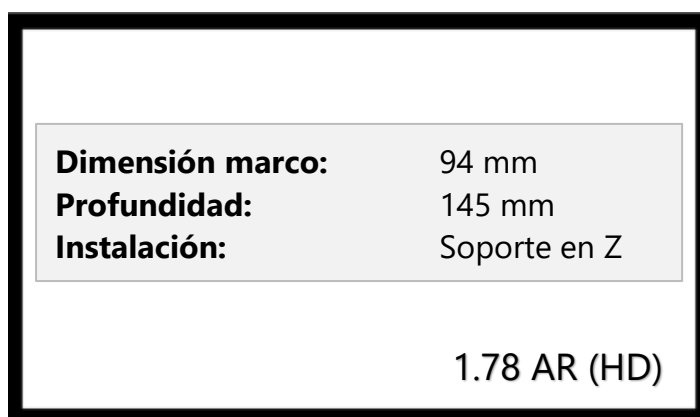 Dimensión marco: 94 mm
Profundidad: 145 mm
Instalación: Soporte en Z
1.78 AR (HD)